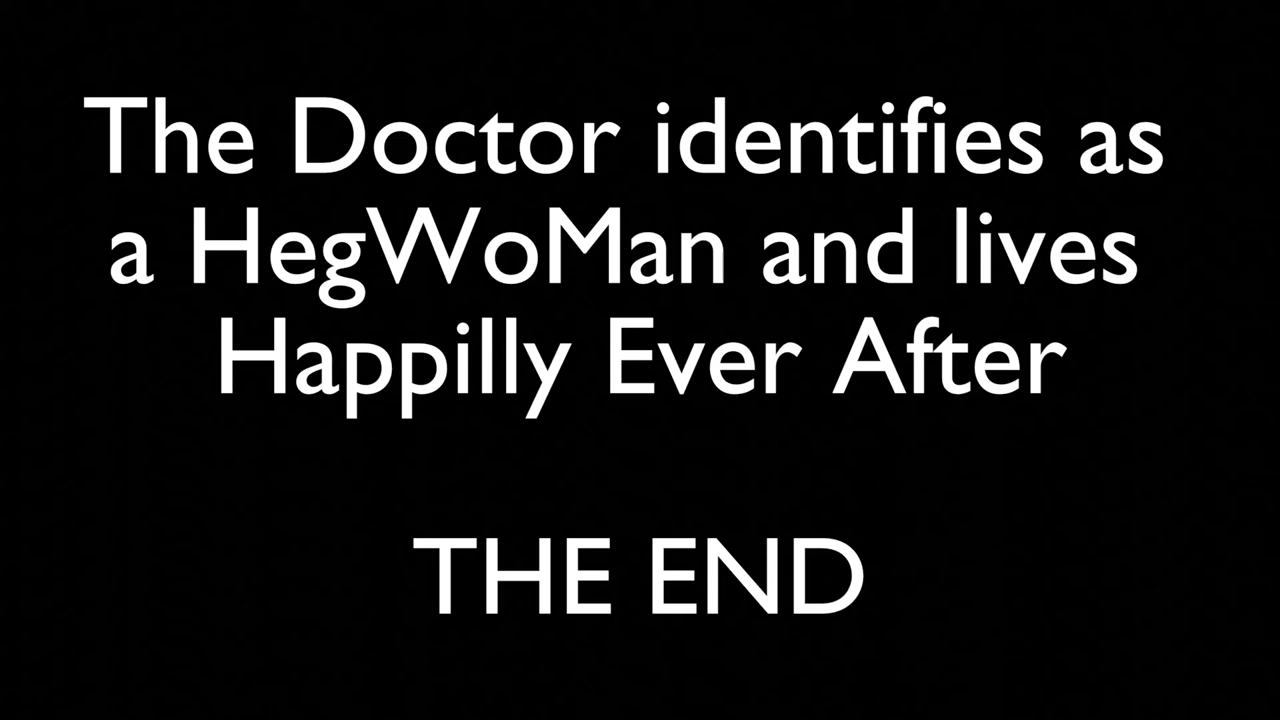 The Doctor identifies as
a HegWoMan and lives
Happilly Ever After
THE END